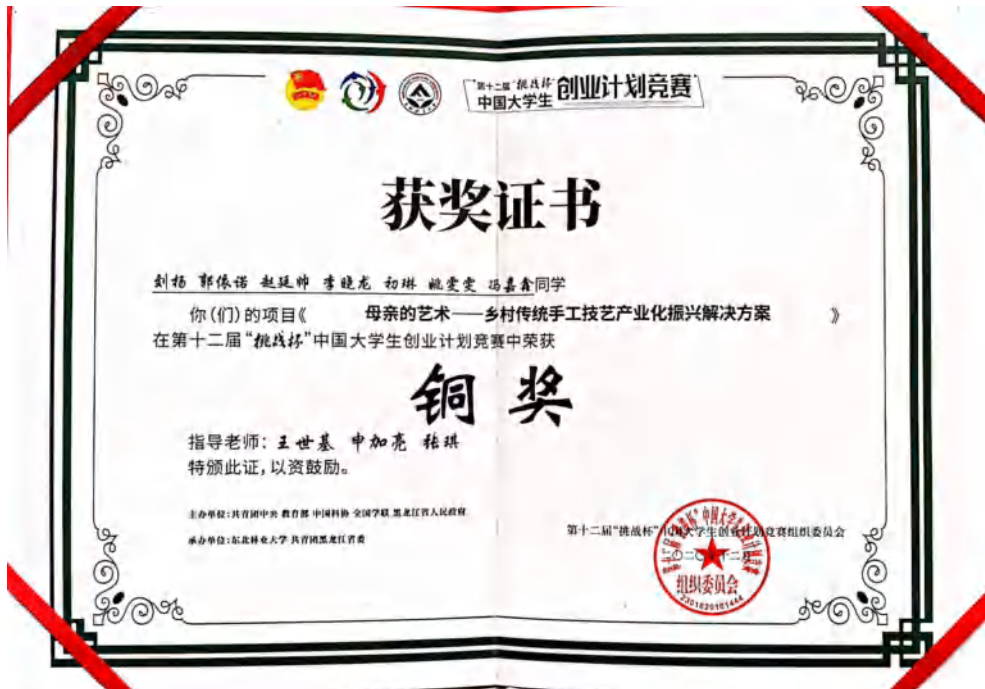 第十二届“挑战杯”
中国大学生 创业计划竞赛
获奖证书
刘杨 郭依诺 赵延帅 李晓龙 初琳 姚雯雯 冯嘉鑫同学
你(们)的项目《 母亲的艺术——乡村传统手工技艺产业化振兴解决方案 》
在第十二届“挑战杯”中国大学生创业计划竞赛中荣获
铜 奖
指导老师：王世基 申加亮 张琪
特颁此证，以资鼓励。
主办单位：共青团中央 教育部 中国科协 全国学联 黑龙江省人民政府
承办单位：东北林业大学 共青团黑龙江省委
第十二届“挑战杯”中国大学生创业计划竞赛组织委员会
组织委员会